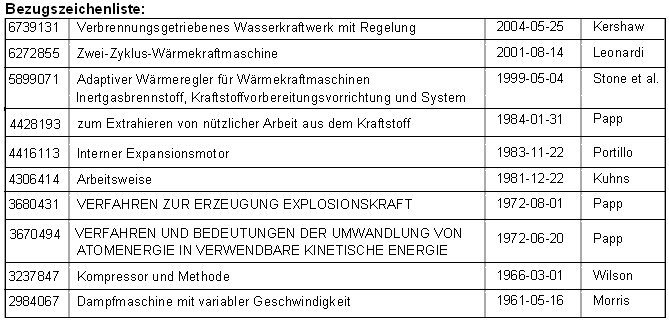 Bezugszeichenliste:
6739131 Verbrennungsgetriebenes Wasserkraftwerk mit Regelung 2004-05-25 Kershaw
6272855 Zwei-Zyklus-Wärmekraftmaschine 2001-08-14 Leonardi
5899071 Adaptiver Wärmeregler für Wärmekraftmaschinen 1999-05-04 Stone et al.
Inertgasbrennstoff, Kraftstoffvorbereitungsvorrichtung und System
4428193 zum Extrahieren von nützlicher Arbeit aus dem Kraftstoff 1984-01-31 Papp
4416113 Interner Expansionsmotor 1983-11-22 Portillo
4306414 Arbeitsweise 1981-12-22 Kuhns
3680431 VERFAHREN ZUR ERZEUGUNG EXPLOSIONSKRAFT 1972-08-01 Papp
3670494 VERFAHREN UND BEDEUTUNGEN DER UMWANDLUNG VON 1972-06-20 Papp
ATOMENERGIE IN VERWENDBARE KINETISCHE ENERGIE
3237847 Kompressor und Methode 1966-03-01 Wilson
2984067 Dampfmaschine mit variabler Geschwindigkeit 1961-05-16 Morris